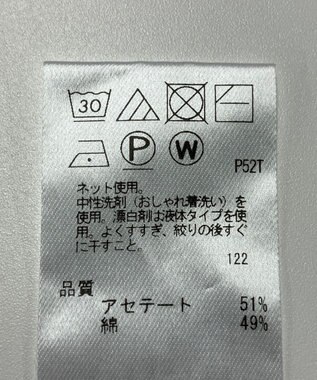 30
P W
P52T
ネット使用。
中性洗剤（おしゃれ着洗い）を
使用。漂白剤は液体タイプを使
用。よくすすぎ、絞りの後すぐ
に干すこと。
122
品質
アセテート 51%
綿 49%